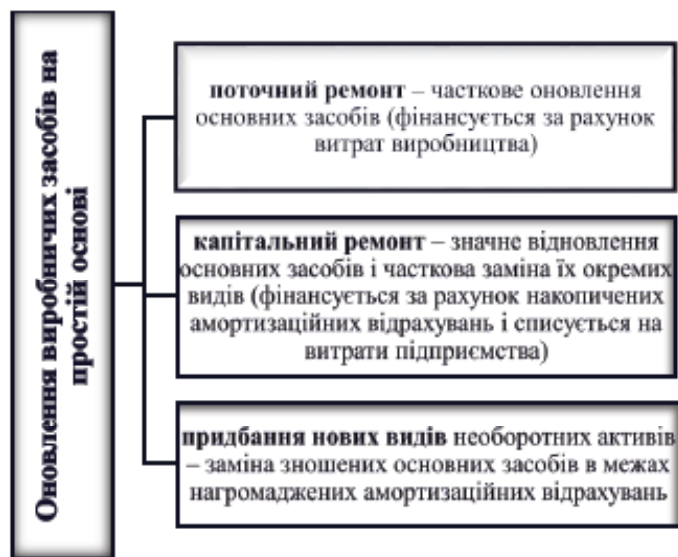 Оновлення виробничих засобів на
простій основі
поточний ремонт – часткове оновлення
основних засобів (фінансується за рахунок
витрат виробництва)
капітальний ремонт – значне відновлення
основних засобів і часткова заміна їх окремих
видів (фінансується за рахунок накопичених
амортизаційних відрахувань і списується на
витрати підприємства)
придбання нових видів необоротних активів
– заміна зношених основних засобів в межах
нагромаджених амортизаційних відрахувань